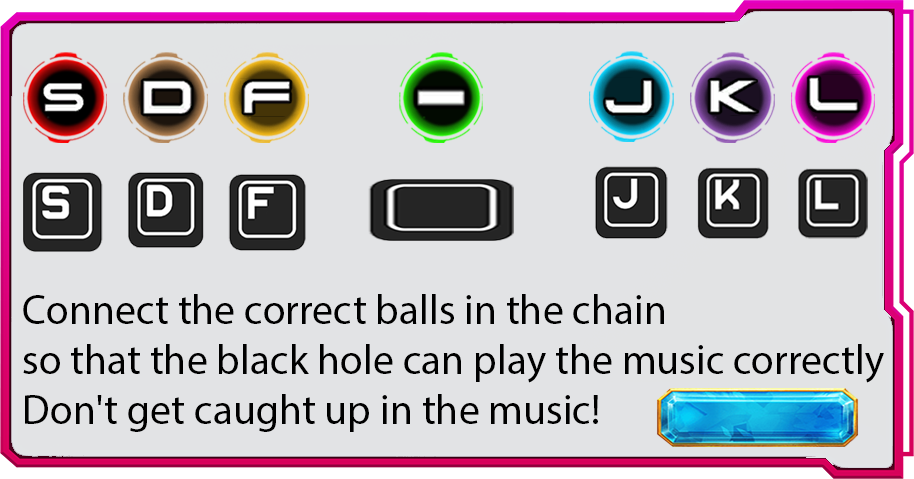 S D F - J K L
S D F J K L
Connect the correct balls in the chain
so that the black hole can play the music correctly
Don't get caught up in the music!